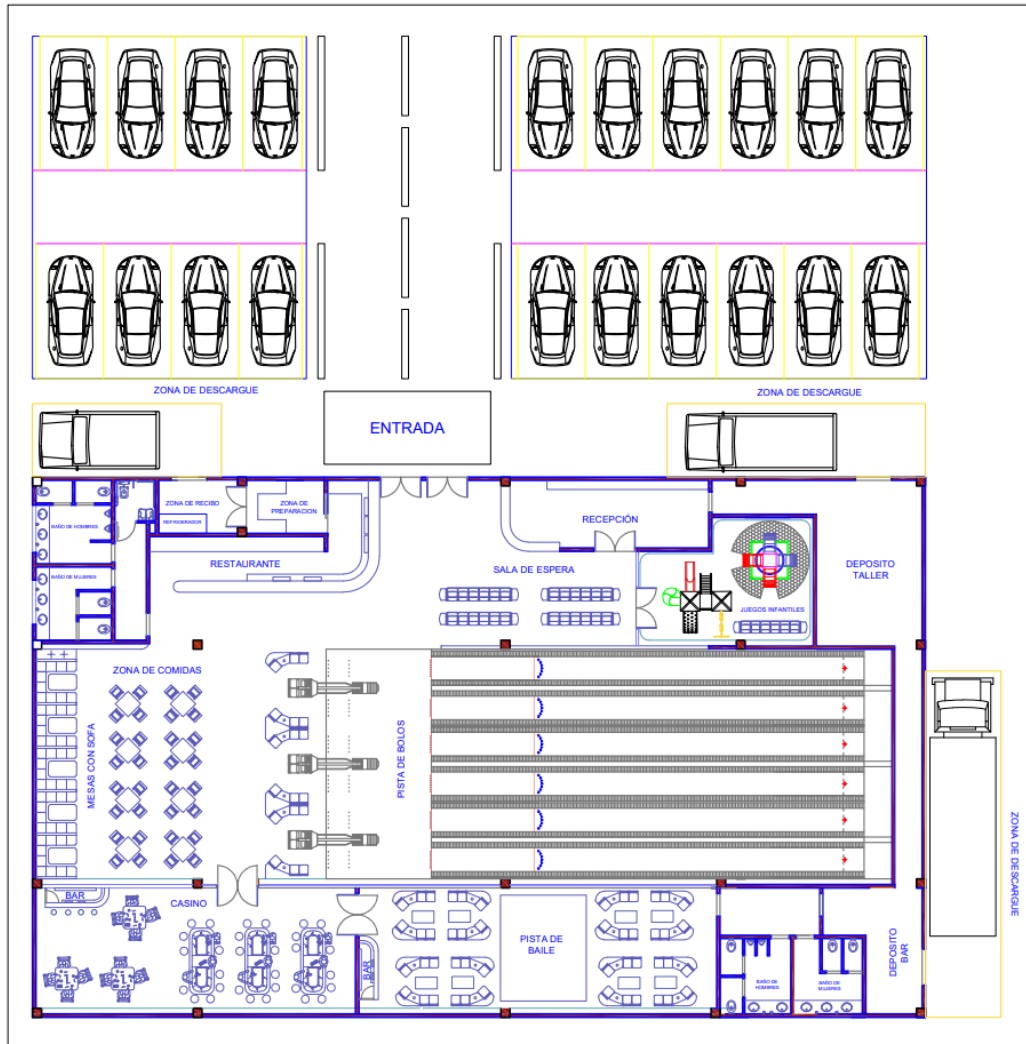 ZONA DE DESCARGUE
ZONA DE DESCARGUE
ENTRADA
ZONA DE RECIBO
REFRIGERADOR
ZONA DE
PREPARACION
RECEPCIÓN
BAÑO DE HOMBRES
RESTAURANTE
SALA DE ESPERA
DEPOSITO
TALLER
BAÑO DE MUJERES
JUEGOS INFANTILES
ZONA DE COMIDAS
MESAS CON SOFA
PISTA DE BOLOS
ZONA DE DESCARGUE
BAR
CASINO
PISTA DE
BAILE
BAR
DEPOSITO
BAR
BAÑO DE
HOMBRES
BAÑO DE
MUJERES